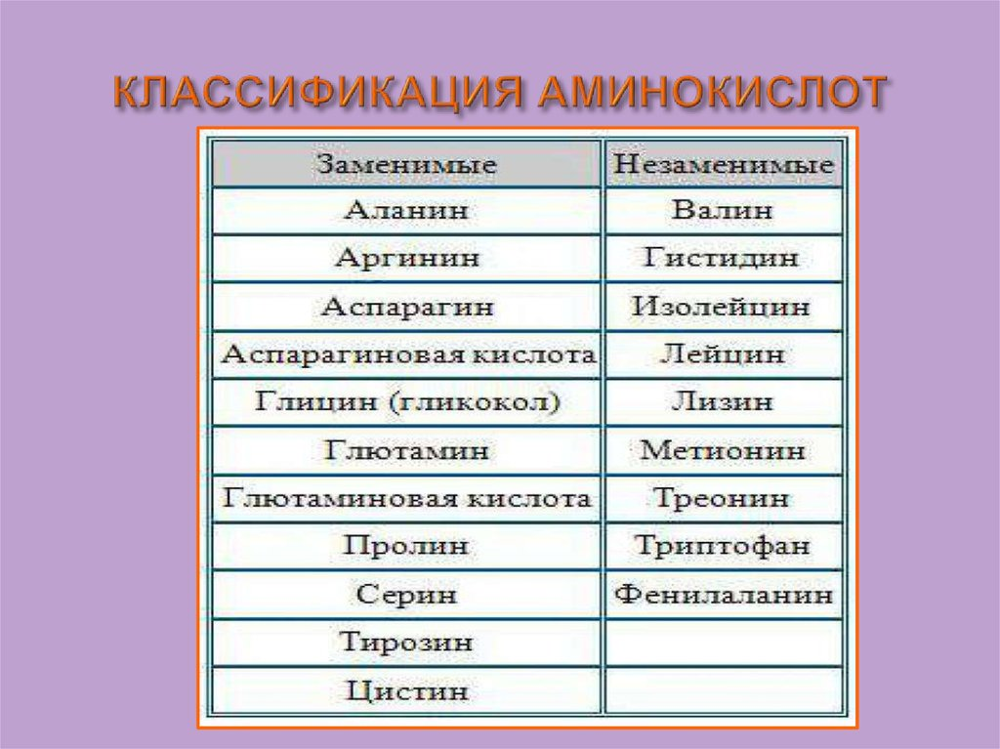 КЛАССИФИКАЦИЯ АМИНОКИСЛОТ
Заменимые Незаменимые
Аланин Валин
Аргинин Гистидин
Аспарагин Изолейцин
Аспарагиновая кислота Лейцин
Глицин (гликокол) Лизин
Глютамин Метионин
Глютаминовая кислота Треонин
Пролин Триптофан
Серин Фенилаланин
Тирозин
Цистин